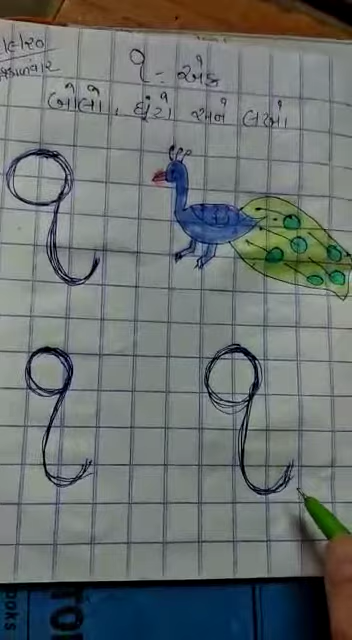 ૧ - એક
બોલો, ઘૂંટો અને લખો
૧
૧ ૧